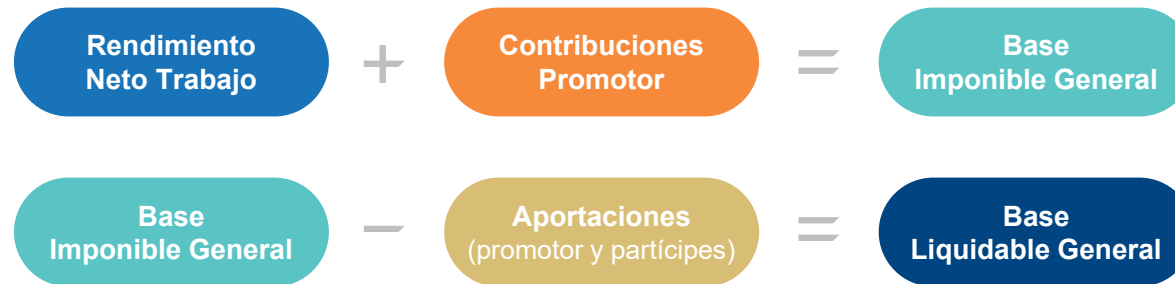 Rendimiento
Neto Trabajo
+
Contribuciones
Promotor
=
Base
Imponible General
Base
Imponible General
−
Aportaciones
(promotor y partícipes)
=
Base
Liquidable General